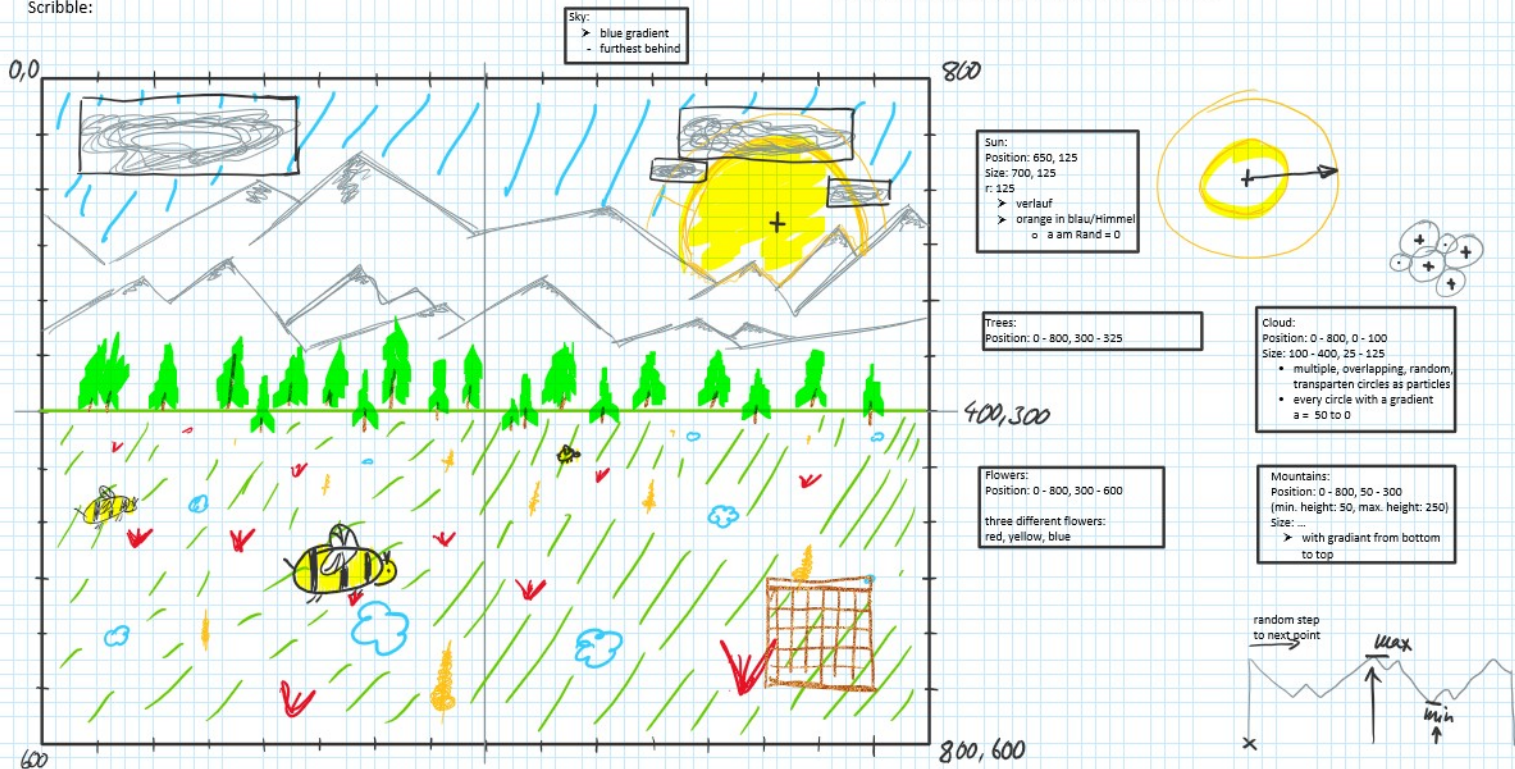 Scribble:
Sky:
➤ blue gradient
- furthest behind
0,0
800
Sun:
Position: 650, 125
Size: 700, 125
r: 125
➤ verlauf
➤ orange in blau/Himmel
o a am Rand = 0
Trees:
Position: 0 - 800, 300 - 325
Cloud:
Position: 0 - 800, 0 - 100
Size: 100 - 400, 25 - 125
• multiple, overlapping, random,
transparten circles as particles
• every circle with a gradient
a = 50 to 0
400,300
Flowers:
Position: 0 - 800, 300 - 600
three different flowers:
red, yellow, blue
Mountains:
Position: 0 - 800, 50 - 300
(min. height: 50, max. height: 250)
Size: ...
➤ with gradiant from bottom
to top
random step
to next point
max
min
600
800,600